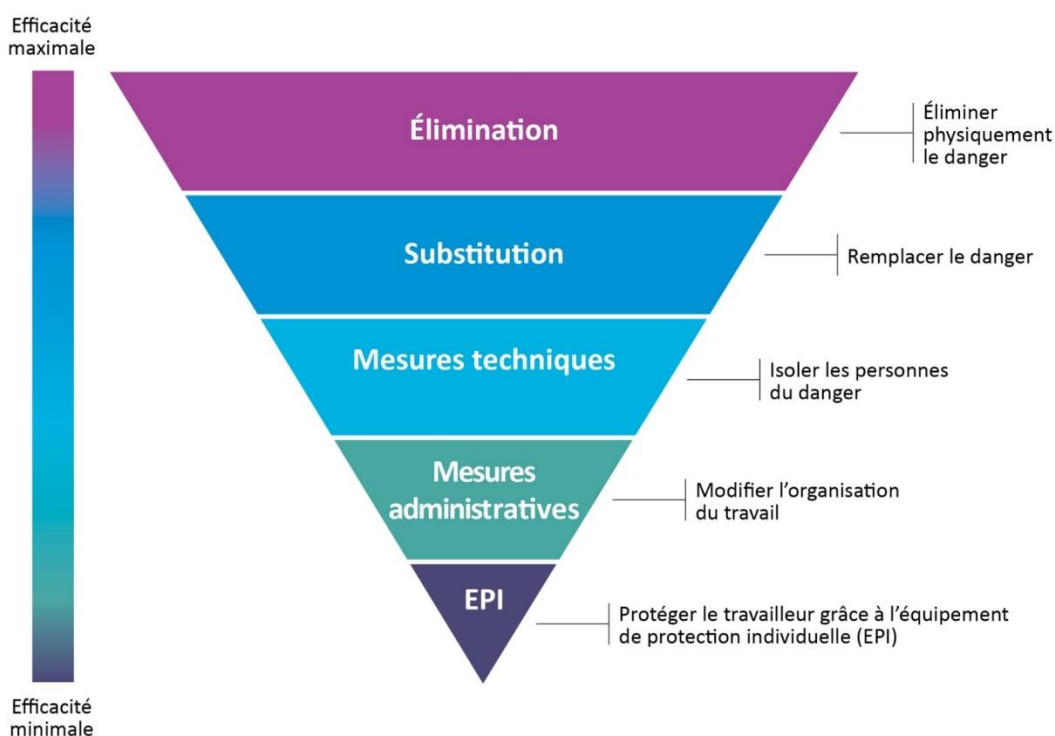 Efficacité
maximale
Élimination
Éliminer
physiquement
le danger
Substitution
Remplacer le danger
Mesures techniques
Isoler les personnes
du danger
Mesures
administratives
Modifier l’organisation
du travail
EPI
Protéger le travailleur grâce à l’équipement
de protection individuelle (EPI)
Efficacité
minimale